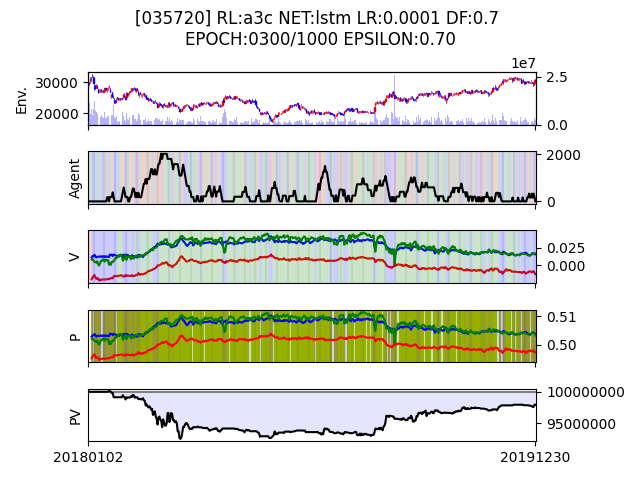 [035720] RL:a3c NET:lstm LR:0.0001 DF:0.7
EPOCH:0300/1000 EPSILON:0.70
1e7
Env.
30000
20000
2.5
0.0
Agent
2000
0
V
0.025
0.000
P
0.51
0.50
PV
100000000
95000000
20180102
20191230